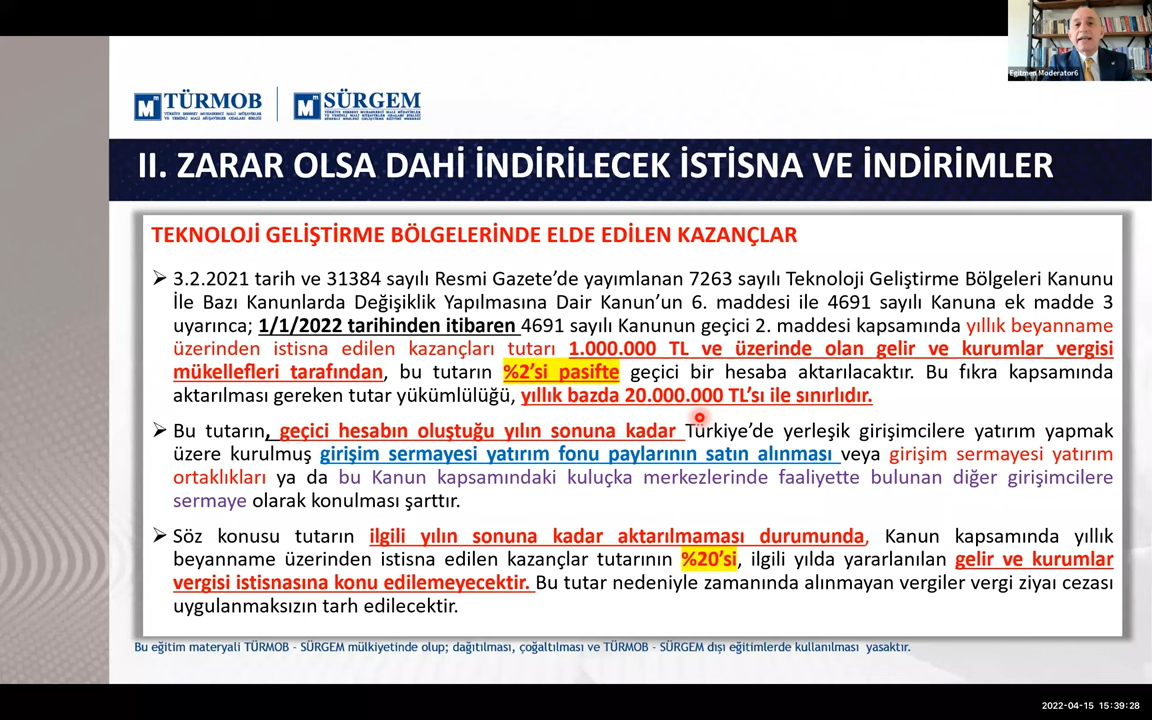 Egitmen Moderator6
TÜRMOB
SÜRGEM
II. ZARAR OLSA DAHİ İNDİRİLECEK İSTİSNA VE İNDİRİMLER
TEKNOLOJİ GELİŞTİRME BÖLGELERİNDE ELDE EDİLEN KAZANÇLAR
➢ 3.2.2021 tarih ve 31384 sayılı Resmi Gazete’de yayımlanan 7263 sayılı Teknoloji Geliştirme Bölgeleri Kanunu
İle Bazı Kanunlarda Değişiklik Yapılmasına Dair Kanun’un 6. maddesi ile 4691 sayılı Kanuna ek madde 3
uyarınca; 1/1/2022 tarihinden itibaren 4691 sayılı Kanunun geçici 2. maddesi kapsamında yıllık beyanname
üzerinden istisna edilen kazançları tutarı 1.000.000 TL ve üzerinde olan gelir ve kurumlar vergisi
mükellefleri tarafından, bu tutarın %2’si pasifte geçici bir hesaba aktarılacaktır. Bu fıkra kapsamında
aktarılması gereken tutar yükümlülüğü, yıllık bazda 20.000.000 TL’sı ile sınırlıdır.
➢ Bu tutarın, geçici hesabın oluştuğu yılın sonuna kadar Türkiye’de yerleşik girişimcilere yatırım yapmak
üzere kurulmuş girişim sermayesi yatırım fonu paylarının satın alınması veya girişim sermayesi yatırım
ortaklıkları ya da bu Kanun kapsamındaki kuluçka merkezlerinde faaliyette bulunan diğer girişimcilere
sermaye olarak konulması şarttır.
➢ Söz konusu tutarın ilgili yılın sonuna kadar aktarılmaması durumunda, Kanun kapsamında yıllık
beyanname üzerinden istisna edilen kazançlar tutarının %20’si, ilgili yılda yararlanılan gelir ve kurumlar
vergisi istisnasına konu edilemeyecektir. Bu tutar nedeniyle zamanında alınmayan vergiler vergi ziyaı cezası
uygulanmaksızın tarh edilecektir.
Bu eğitim materyali TÜRMOB - SÜRGEM mülkiyetinde olup; dağıtılması, çoğaltılması ve TÜRMOB - SÜRGEM dışı eğitimlerde kullanılması yasaktır.
2022-04-15 15:39:28